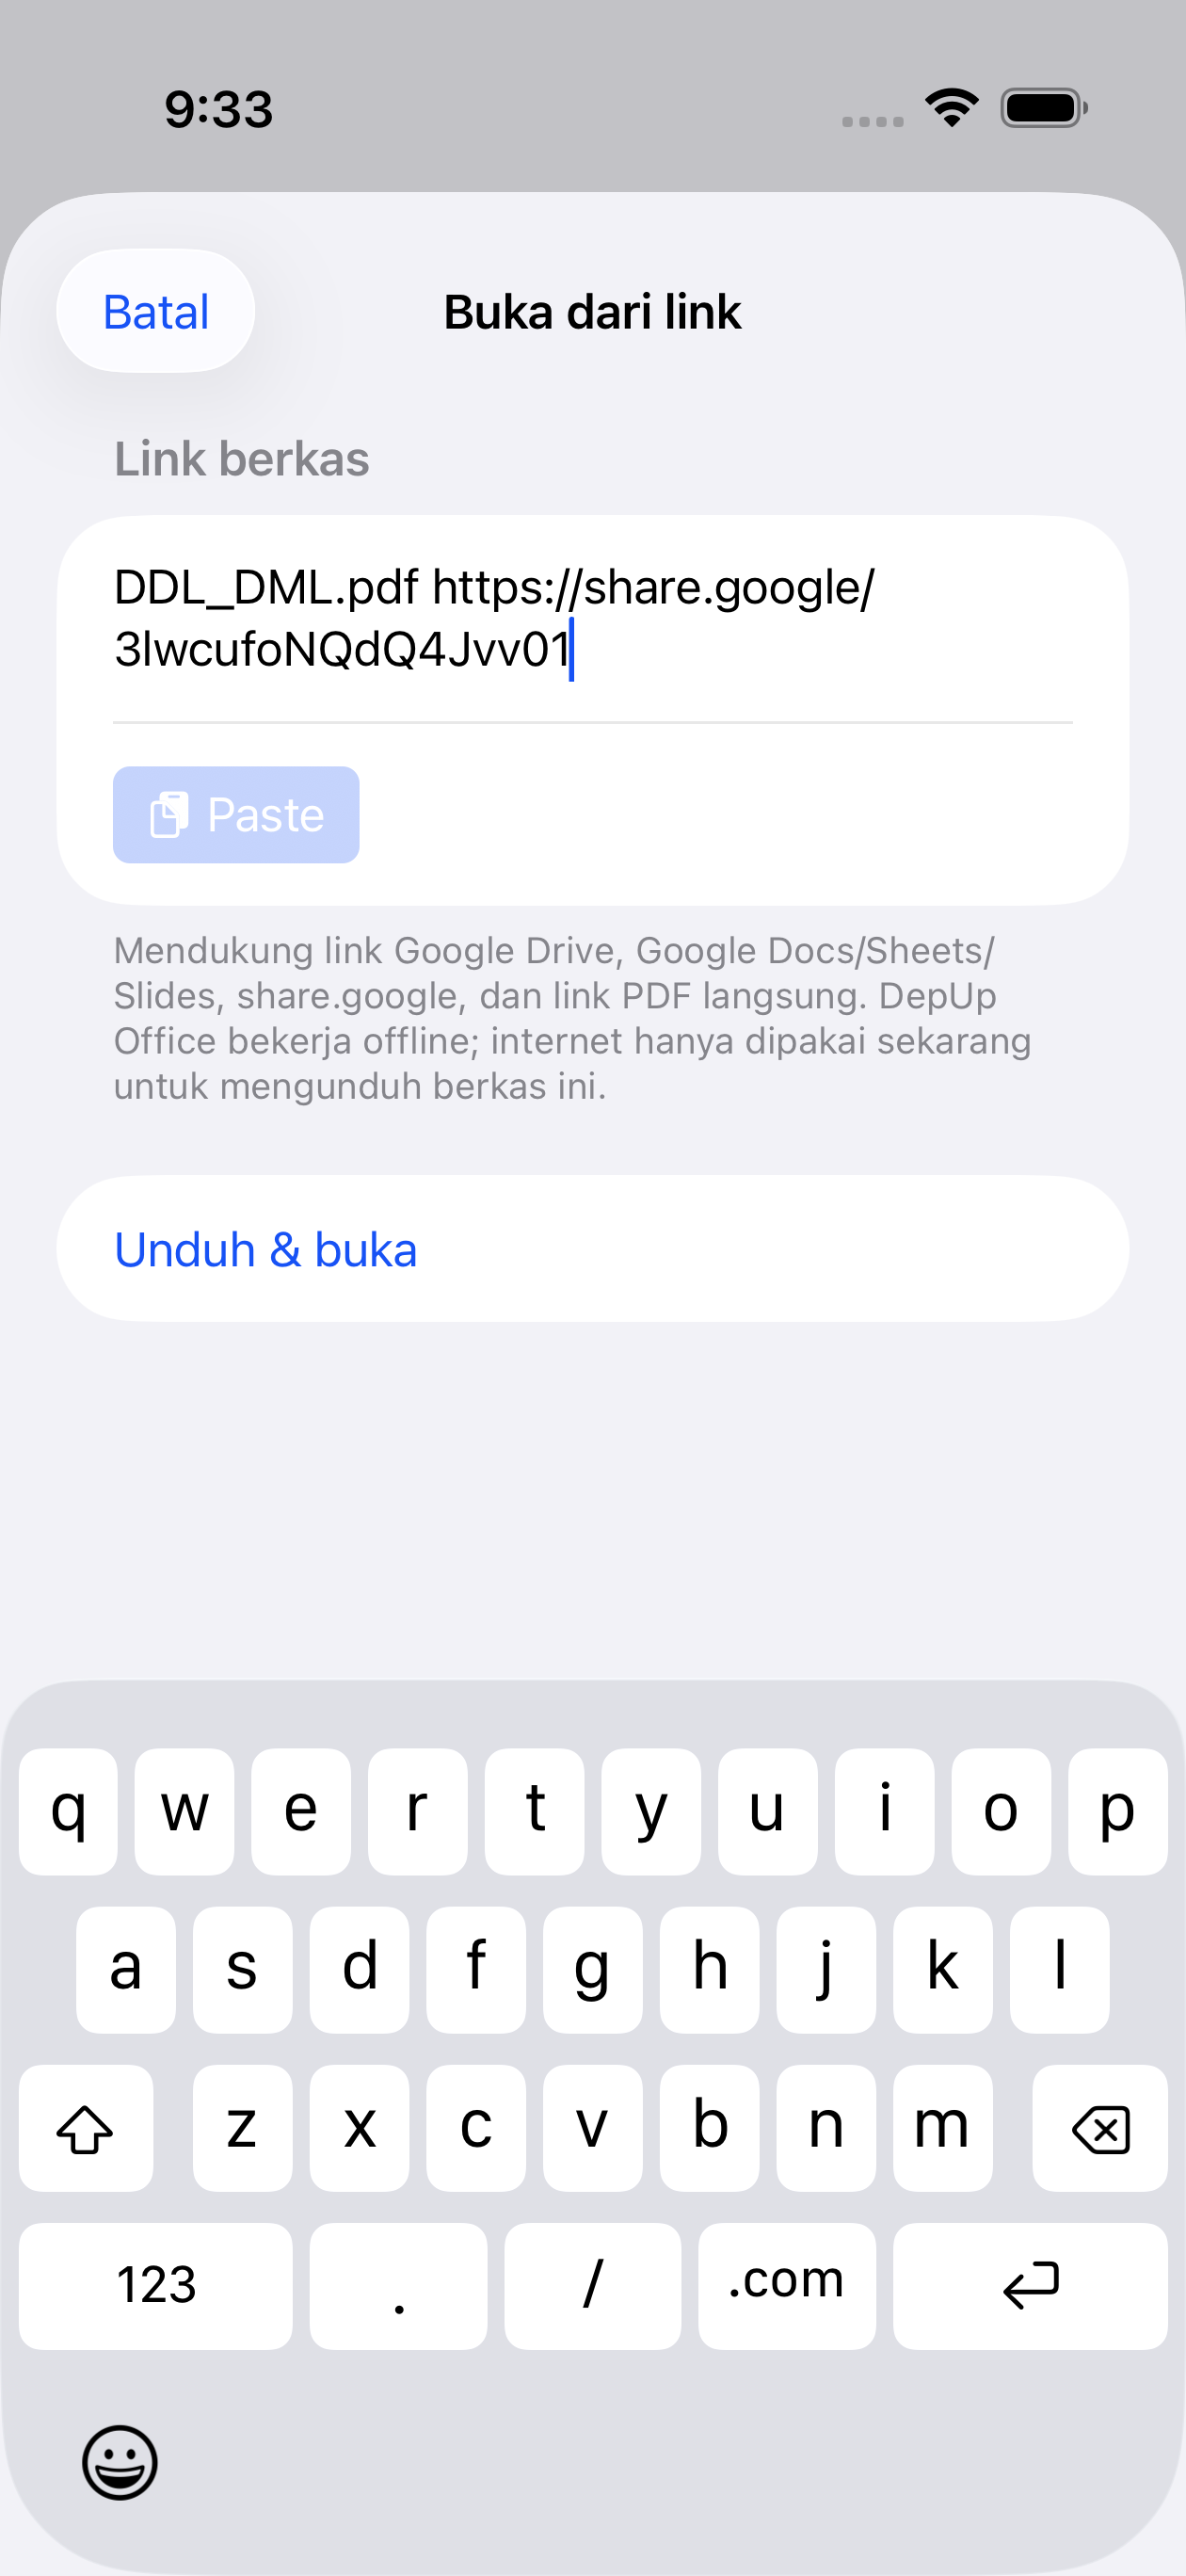 9:33
Batal
Buka dari link
Link berkas
DDL_DML.pdf https://share.google/
3lwcufoNQdQ4Jvv01
Paste
Mendukung link Google Drive, Google Docs/Sheets/
Slides, share.google, dan link PDF langsung. DepUp
Office bekerja offline; internet hanya dipakai sekarang
untuk mengunduh berkas ini.
Unduh & buka
q w e r t y u i o p
a s d f g h j k l
z x c v b n m
123 . / .com